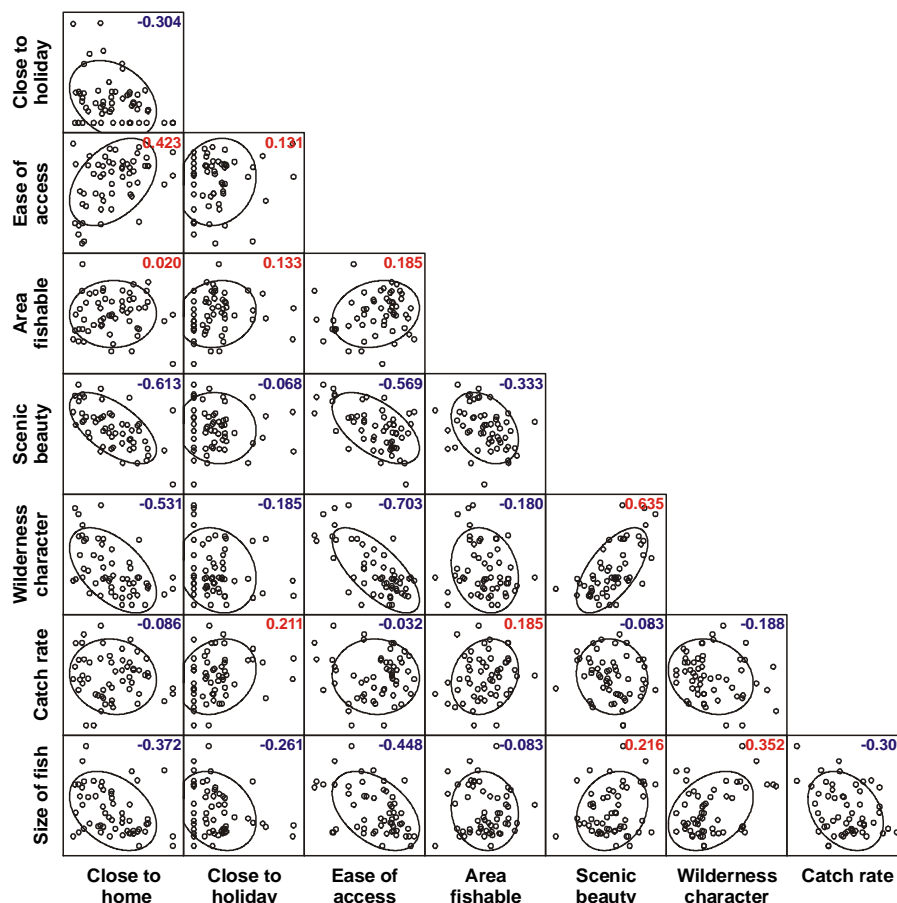 -0.304
Close to
holiday
0.423
0.131
Ease of
access
0.020
0.133
0.185
Area
fishable
-0.613
-0.068
-0.569
-0.333
Scenic
beauty
-0.531
-0.185
-0.703
-0.180
0.635
Wilderness
character
-0.086
0.211
-0.032
0.185
-0.083
-0.188
Catch rate
-0.372
-0.261
-0.448
-0.083
0.216
0.352
-0.30
Size of fish
Close to
home
Close to
holiday
Ease of
access
Area
fishable
Scenic
beauty
Wilderness
character
Catch rate